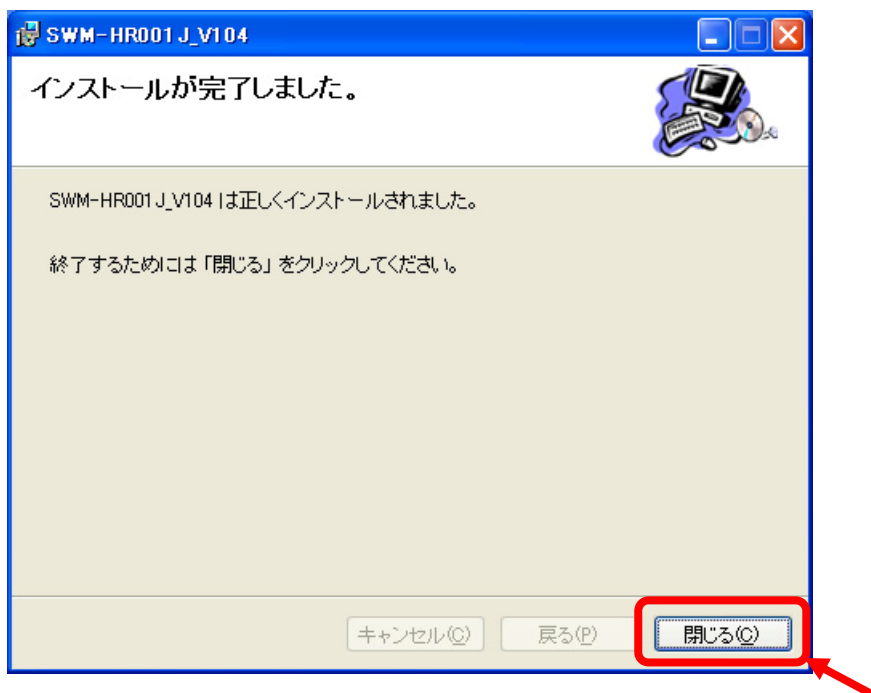 SWM-HR001J_V104
インストールが完了しました。
SWM-HR001J_V104 は正しくインストールされました。
終了するためには「閉じる」をクリックしてください。
キャンセル(C) 戻る(P) 閉じる(C)